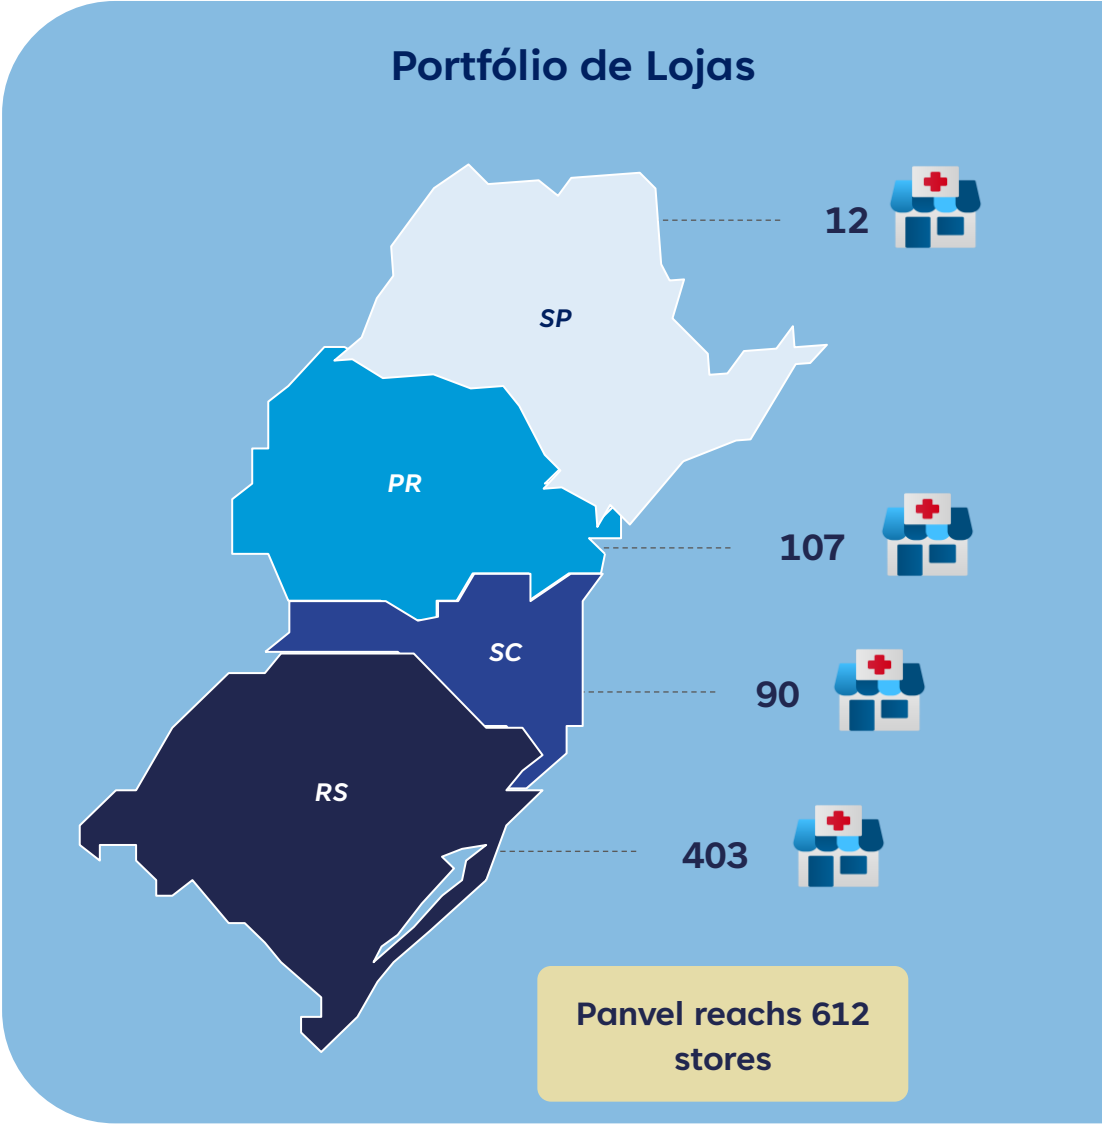 Portfólio de Lojas
12
SP
PR
107
SC
90
RS
403
Panvel reachs 612
stores